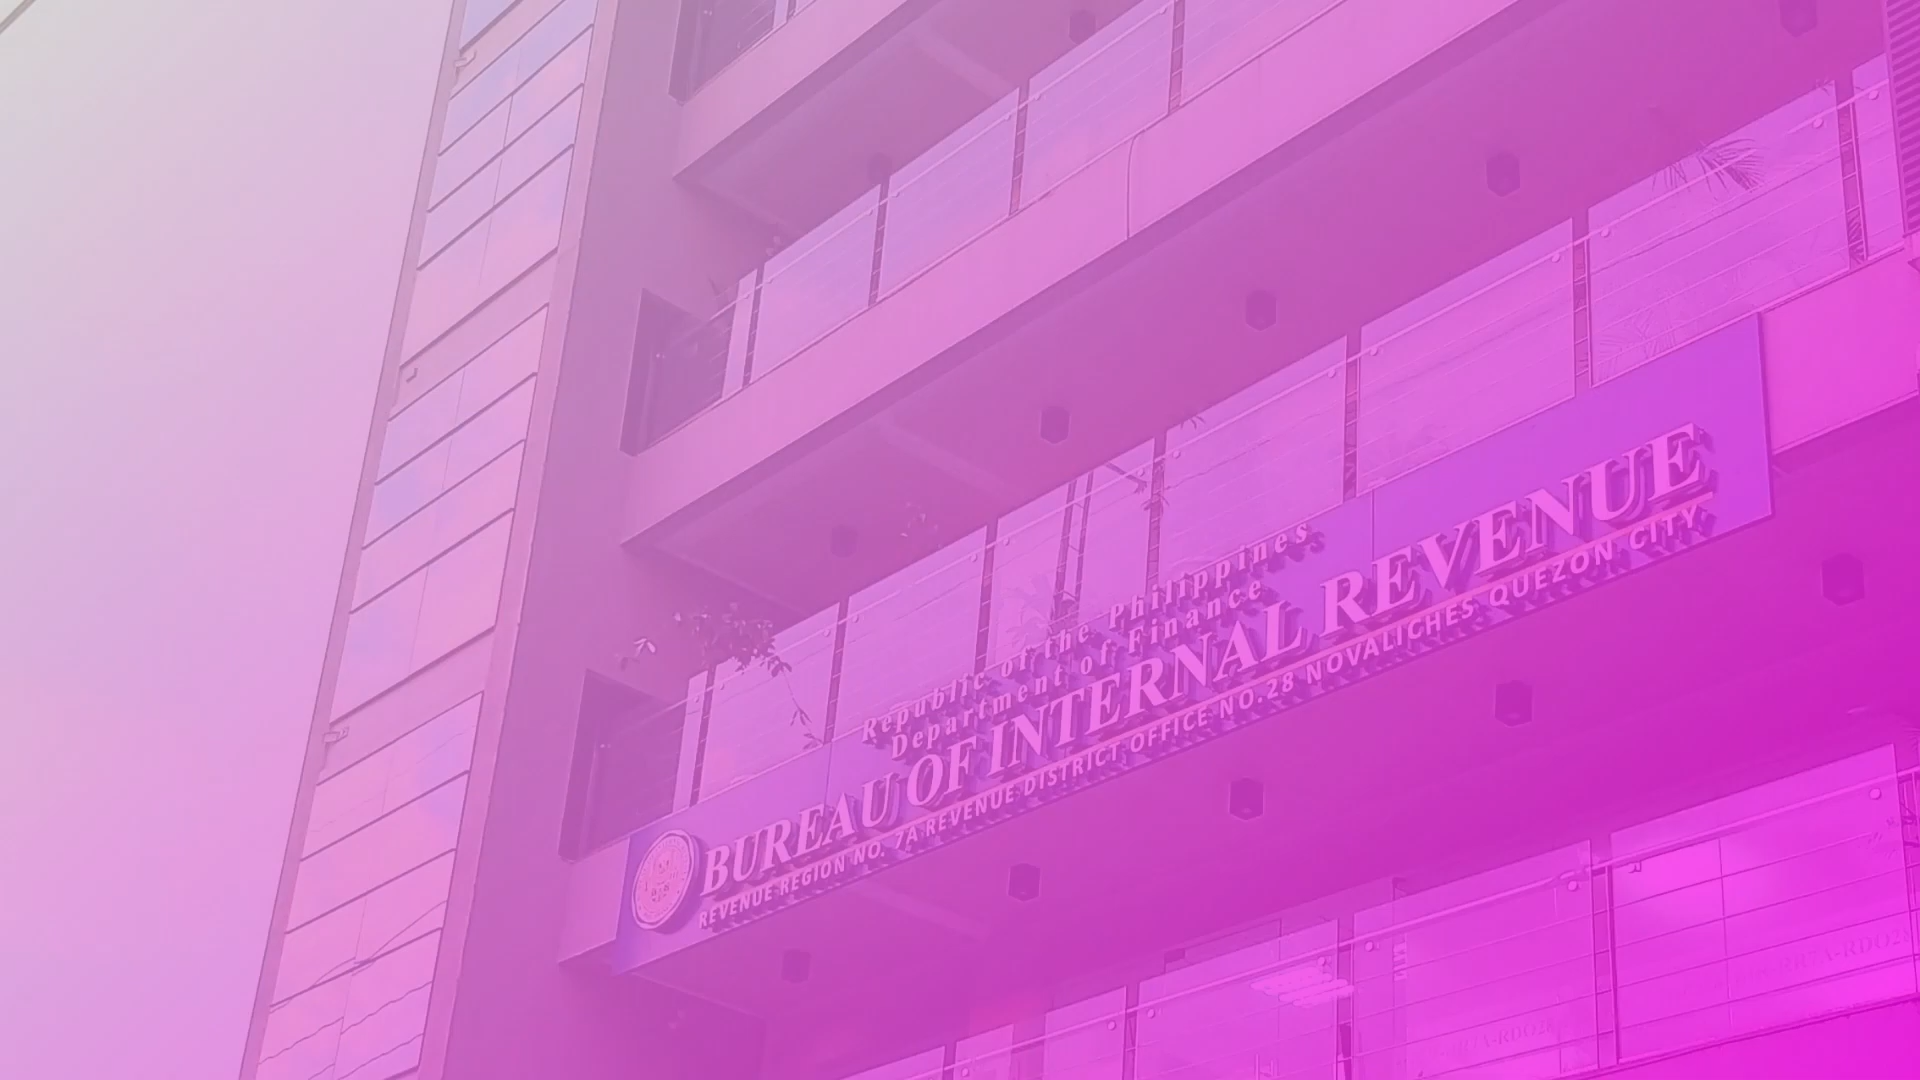 Republic of the Philippines
Department of Finance
BUREAU OF INTERNAL REVENUE
REVENUE REGION NO. 7A REVENUE DISTRICT OFFICE NO.28 NOVALICHES QUEZON CITY